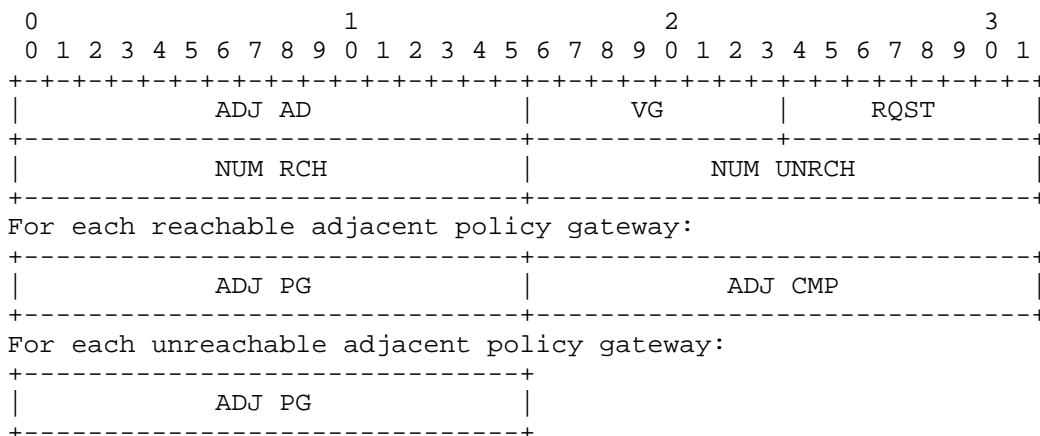 0                   1                   2                   3
 0 1 2 3 4 5 6 7 8 9 0 1 2 3 4 5 6 7 8 9 0 1 2 3 4 5 6 7 8 9 0 1
+-+-+-+-+-+-+-+-+-+-+-+-+-+-+-+-+-+-+-+-+-+-+-+-+-+-+-+-+-+-+-+-+
|            ADJ AD             |      VG       |     RQST      |
+-------------------------------+---------------+---------------+
|            NUM RCH            |           NUM UNRCH           |
+-------------------------------+-------------------------------+
For each reachable adjacent policy gateway:
+-------------------------------+-------------------------------+
|            ADJ PG             |            ADJ CMP            |
+-------------------------------+-------------------------------+
For each unreachable adjacent policy gateway:
+-------------------------------+
|            ADJ PG             |
+-------------------------------+